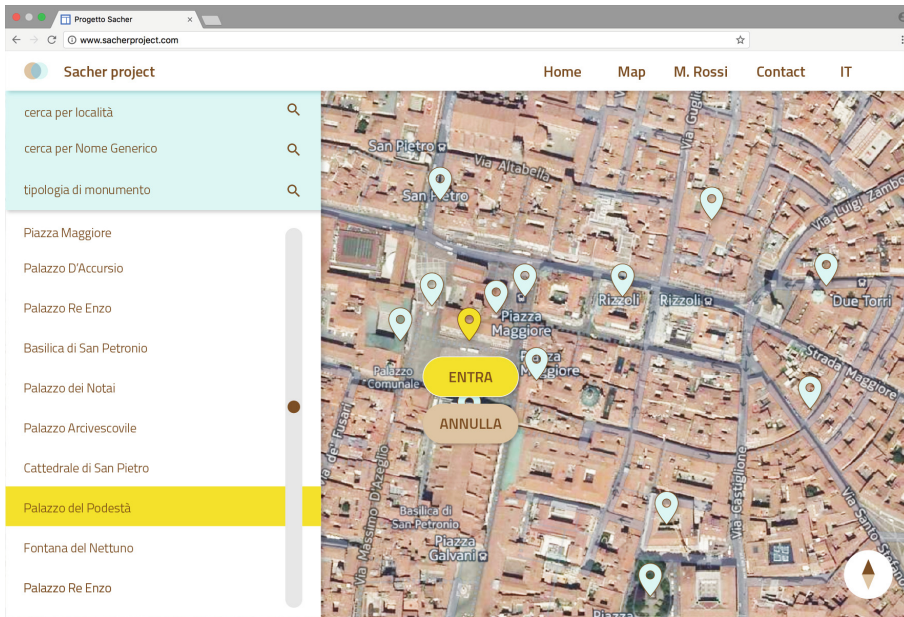 Progetto Sacher
www.sacherproject.com
Sacher project
Home
Map
M. Rossi
Contact
IT
cerca per località
cerca per Nome Generico
tipologia di monumento
Piazza Maggiore
Palazzo D'Accursio
Palazzo Re Enzo
Basilica di San Petronio
Palazzo dei Notai
Palazzo Arcivescovile
Cattedrale di San Pietro
Palazzo del Podestà
Fontana del Nettuno
Palazzo Re Enzo
San Pietro
Via Altabella
San Pietro
Via Luigi Zambo
Rizzoli
Rizzoli
Due Torri
Piazza
Maggiore
Piazza
Maggiore
Palazzo
Comunale
Strada Maggiore
ENTRA
ANNULLA
Via Massimo D'Azeglio
Via Castiglione
Via Santo Stefano
Basilica di
San Petronio
Piazza
Galvani
Piazza